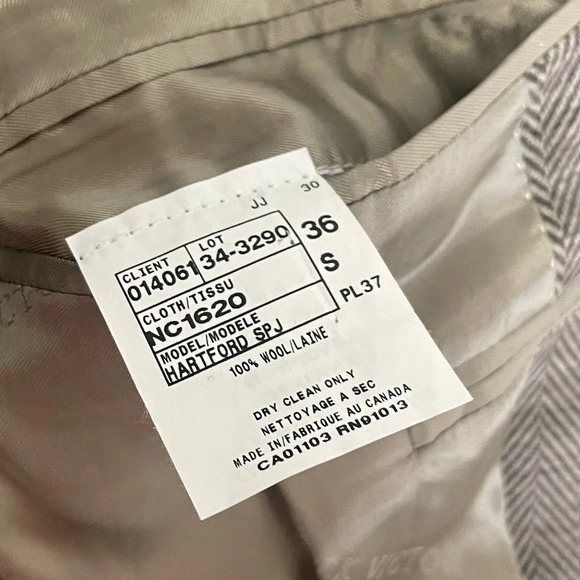 JJ 30
CLIENT LOT
014061 34-3290 36
CLOTH/TISSU S
NC1620
MODEL/MODELE PL37
HARTFORD SPJ
100% WOOL/LAINE
DRY CLEAN ONLY
NETTOYAGE A SEC
MADE IN/FABRIQUE AU CANADA
CA01103 RN91013